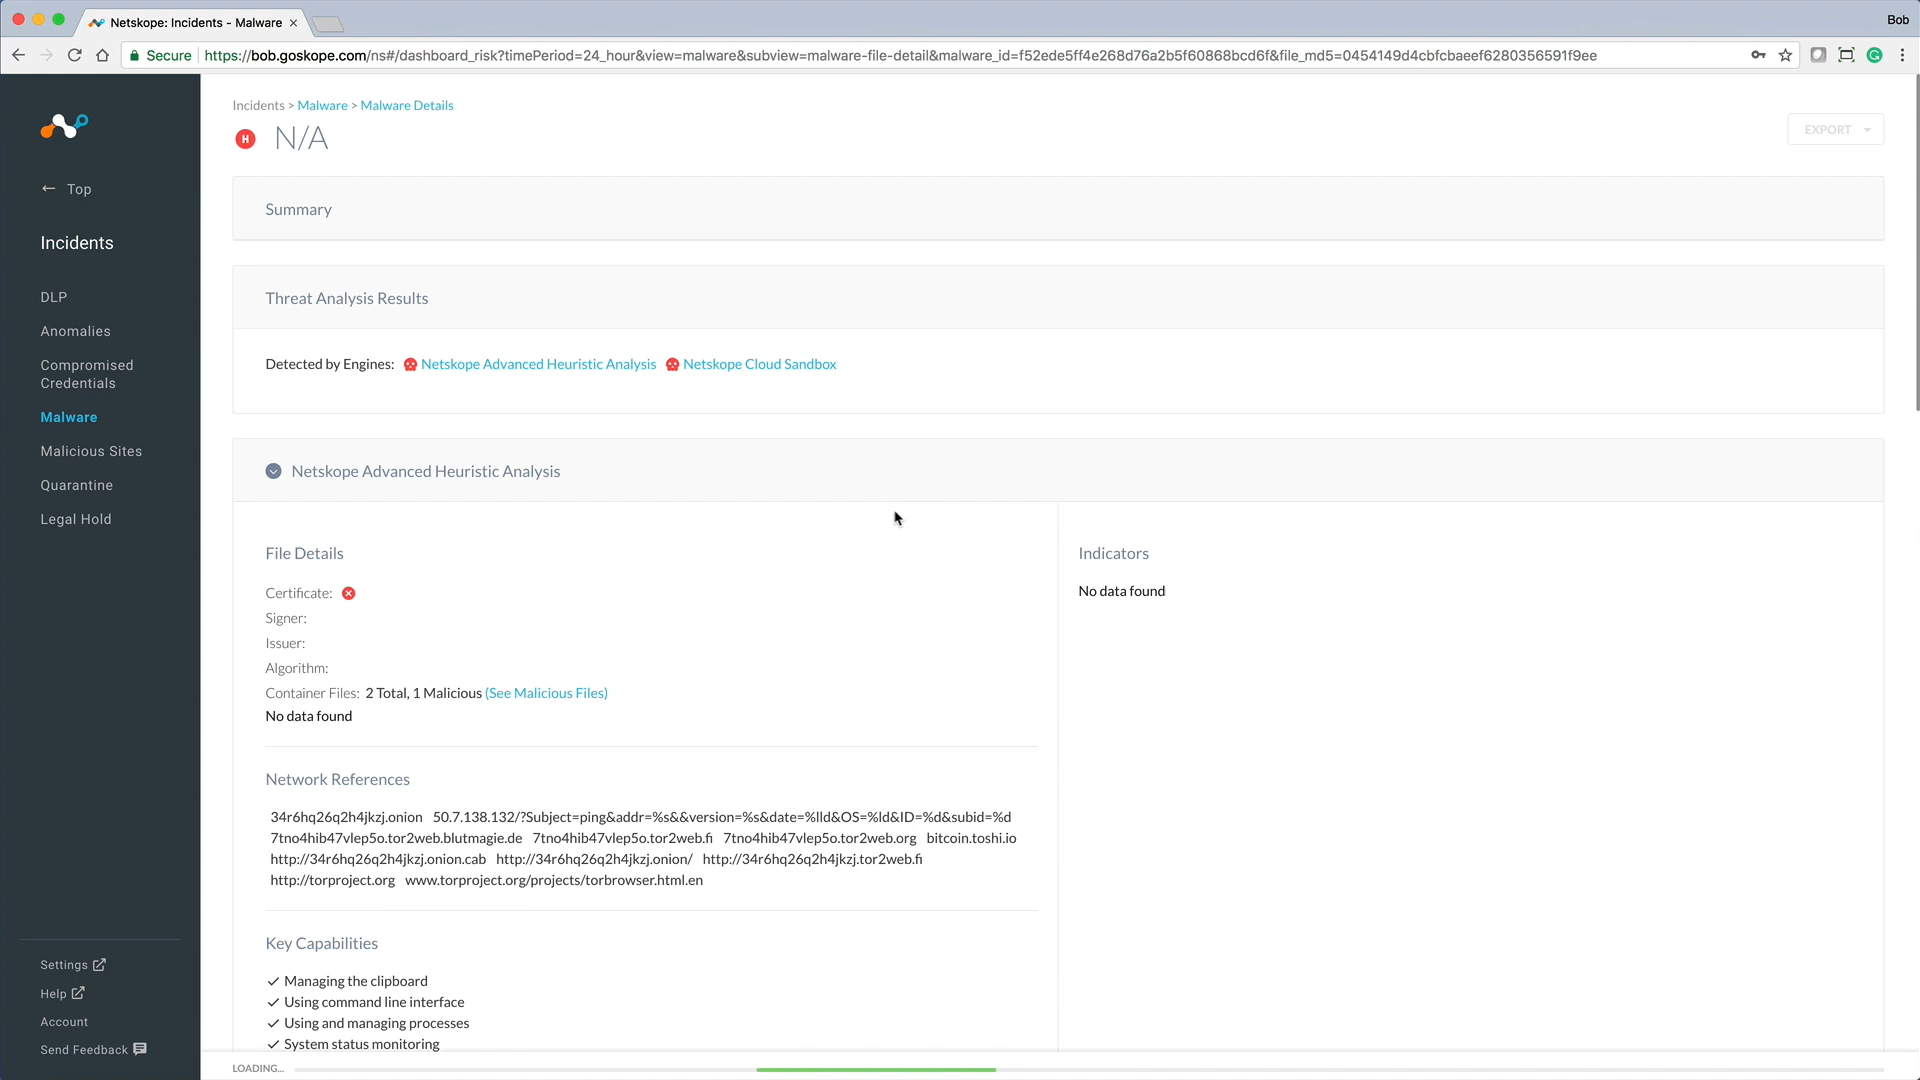 Netskope: Incidents - Malware
Bob
Secure https://bob.goskope.com/ns#/dashboard_risk?timePeriod=24_hour&view=malware&subview=malware-file-detail&malware_id=f52ede5ff4e268d76a2b5f60868bcd6f&file_md5=0454149d4cbfcbaeef6280356591f9ee
Top
Incidents
DLP
Anomalies
Compromised
Credentials
Malware
Malicious Sites
Quarantine
Legal Hold
Settings
Help
Account
Send Feedback
Incidents > Malware > Malware Details
H N/A
EXPORT
Summary
Threat Analysis Results
Detected by Engines: Netskope Advanced Heuristic Analysis Netskope Cloud Sandbox
Netskope Advanced Heuristic Analysis
File Details
Certificate:
Signer:
Issuer:
Algorithm:
Container Files: 2 Total, 1 Malicious (See Malicious Files)
No data found
Network References
34r6hq26q2h4jkzj.onion 50.7.138.132/?Subject=ping&addr=%s&&version=%s&date=%lld&OS=%ld&ID=%d&subid=%d
7tno4hib47vlep5o.tor2web.blutmagie.de 7tno4hib47vlep5o.tor2web.fi 7tno4hib47vlep5o.tor2web.org bitcoin.toshi.io
http://34r6hq26q2h4jkzj.onion.cab http://34r6hq26q2h4jkzj.onion/ http://34r6hq26q2h4jkzj.tor2web.fi
http://torproject.org www.torproject.org/projects/torbrowser.html.en
Key Capabilities
Managing the clipboard
Using command line interface
Using and managing processes
System status monitoring
Indicators
No data found
LOADING...